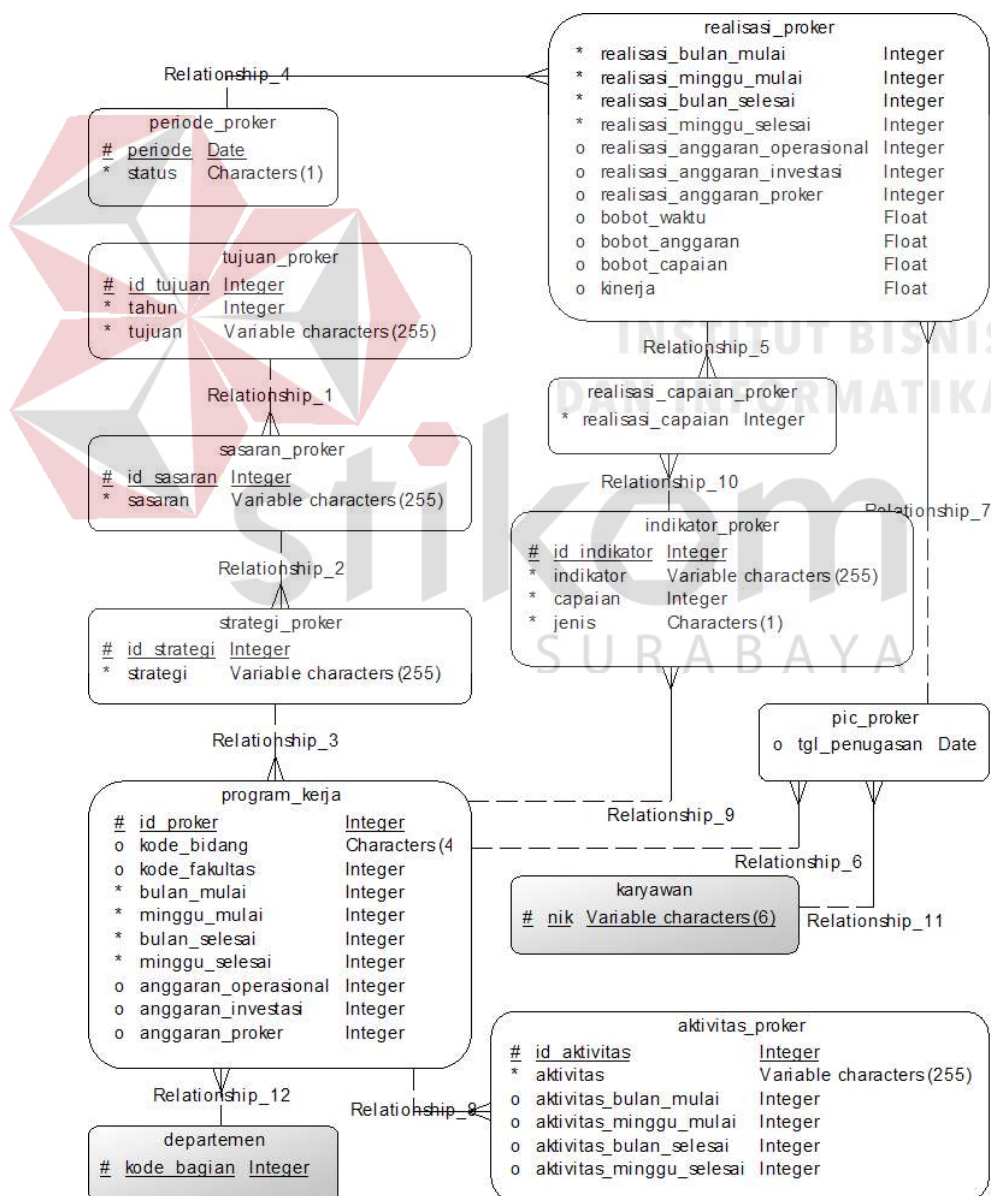 realisasi_proker
* realisasi_bulan_mulai Integer
* realisasi_minggu_mulai Integer
* realisasi_bulan_selesai Integer
* realisasi_minggu_selesai Integer
o realisasi_anggaran_operasional Integer
o realisasi_anggaran_investasi Integer
o realisasi_anggaran_proker Integer
o bobot_waktu Float
o bobot_anggaran Float
o bobot_capaian Float
o kinerja Float
Relationship_4
periode_proker
# periode Date
* status Characters (1)
tujuan_proker
# id_tujuan Integer
* tahun Integer
* tujuan Variable characters (255)
Relationship_1
sasaran_proker
# id_sasaran Integer
* sasaran Variable characters (255)
Relationship_2
strategi_proker
# id_strategi Integer
* strategi Variable characters (255)
Relationship_3
program_kerja
# id_proker Integer
o kode_bidang Characters (4
o kode_fakultas Integer
* bulan_mulai Integer
* minggu_mulai Integer
* bulan_selesai Integer
* minggu_selesai Integer
o anggaran_operasional Integer
o anggaran_investasi Integer
o anggaran_proker Integer
Relationship_12
departemen
# kode_bagian Integer
INSTITUT BISNIS
DAN INFORMATIKA
stikom
SURABAYA
Relationship_5
realisasi_capaian_proker
* realisasi_capaian Integer
Relationship_10
indikator_proker
# id_indikator Integer
* indikator Variable characters (255)
* capaian Integer
* jenis Characters (1)
Relationship_7
pic_proker
o tgl_penugasan Date
Relationship_9
Relationship_6
karyawan
# nik Variable characters (6)
Relationship_11
Relationship_8
aktivitas_proker
# id_aktivitas Integer
* aktivitas Variable characters (255)
o aktivitas_bulan_mulai Integer
o aktivitas_minggu_mulai Integer
o aktivitas_bulan_selesai Integer
o aktivitas_minggu_selesai Integer